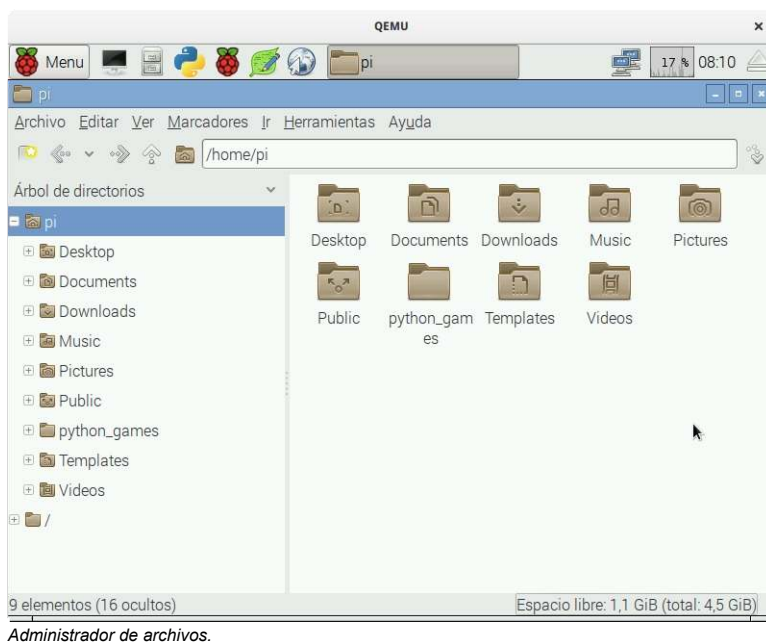 QEMU
Menu pi 17 % 08:10
pi
Archivo Editar Ver Marcadores Ir Herramientas Ayuda
/home/pi
Árbol de directorios
pi
Desktop
Documents
Downloads
Music
Pictures
Public
python_games
Templates
Videos
/
Desktop Documents Downloads Music Pictures
Public python_gam Templates Videos
es
9 elementos (16 ocultos) Espacio libre: 1,1 GiB (total: 4,5 GiB)
Administrador de archivos.